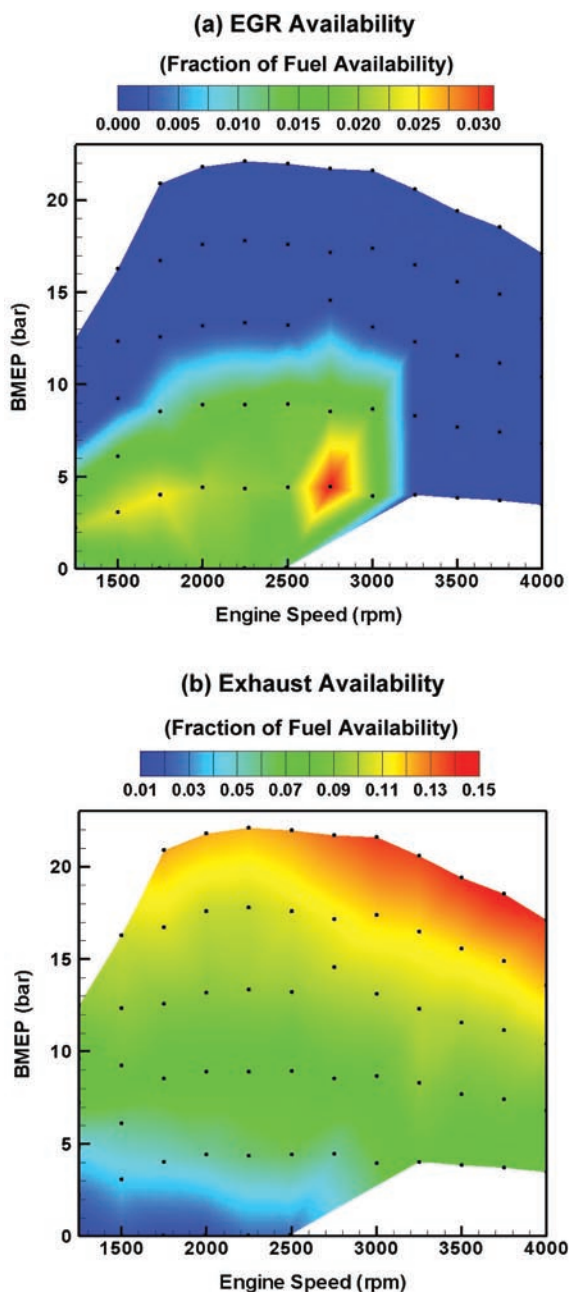 (a) EGR Availability
(Fraction of Fuel Availability)
0.000 0.005 0.010 0.015 0.020 0.025 0.030
20
15
10
5
0
BMEP (bar)
1500 2000 2500 3000 3500 4000
Engine Speed (rpm)
(b) Exhaust Availability
(Fraction of Fuel Availability)
0.01 0.03 0.05 0.07 0.09 0.11 0.13 0.15
20
15
10
5
0
BMEP (bar)
1500 2000 2500 3000 3500 4000
Engine Speed (rpm)